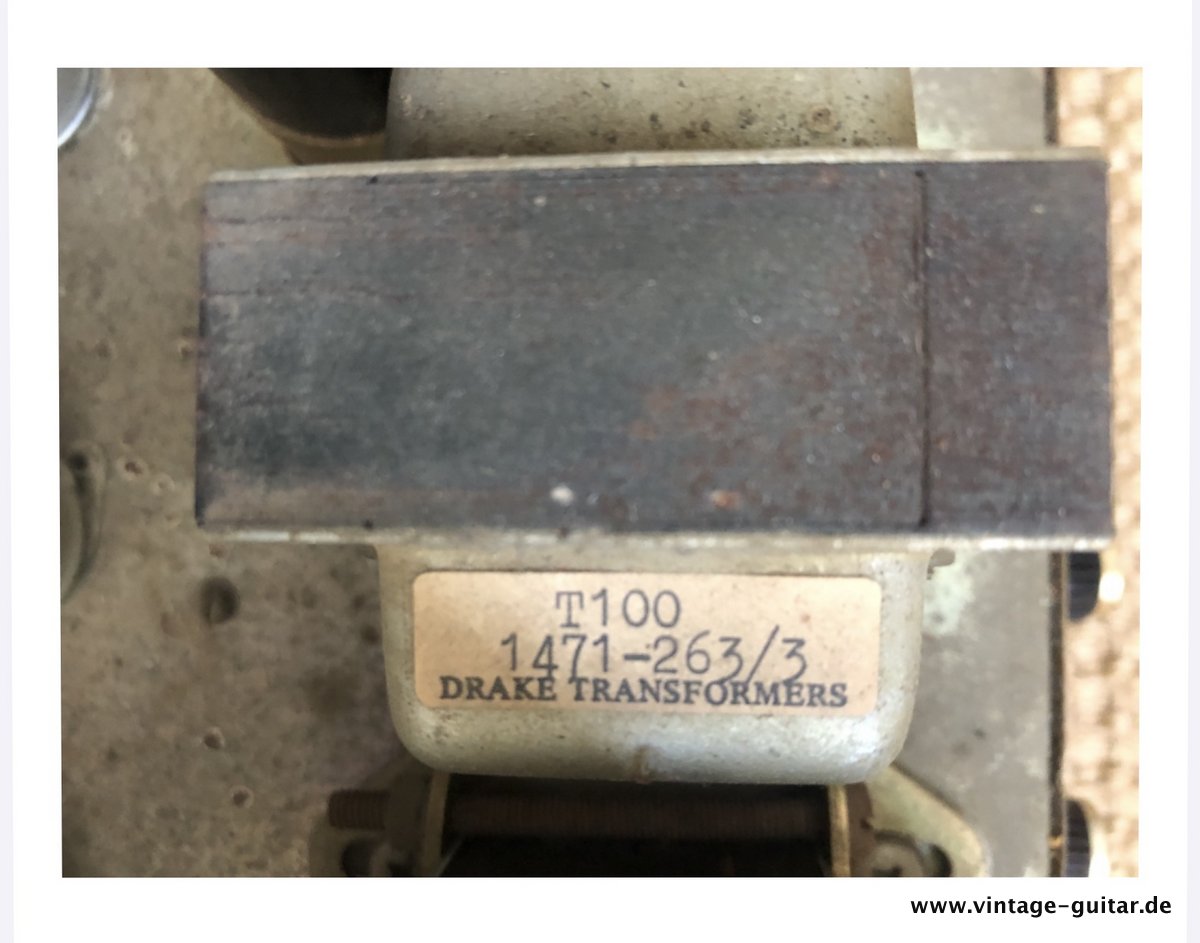 T100
1471-263/3
DRAKE TRANSFORMERS
www.vintage-guitar.de